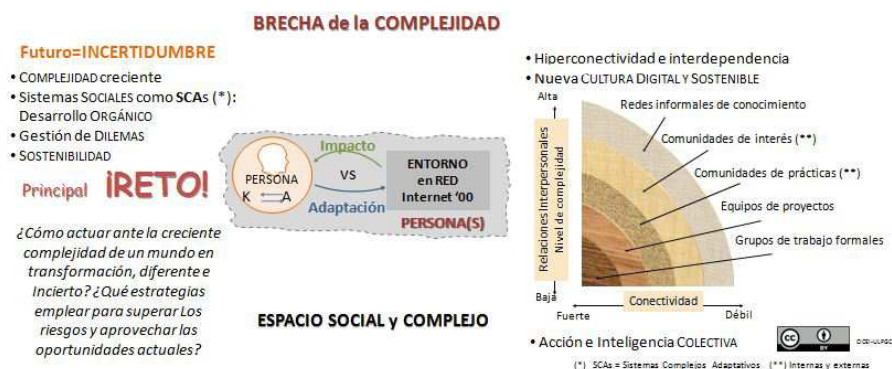 BRECHA de la COMPLEJIDAD
Futuro=INCERTIDUMBRE
• COMPLEJIDAD creciente
• Sistemas SOCIALES como SCAs (*):
Desarrollo ORGÁNICO
• Gestión de DILEMAS
• SOSTENIBILIDAD
Principal ¡RETO!
¿Cómo actuar ante la creciente
complejidad de un mundo en
transformación, diferente e
Incierto? ¿Qué estrategias
emplear para superar Los
riesgos y aprovechar las
oportunidades actuales?
Impacto
PERSONA
K A
VS
Adaptación
ENTORNO
en RED
Internet ‘00
PERSONA(S)
ESPACIO SOCIAL y COMPLEJO
• Hiperconectividad e interdependencia
• Nueva CULTURA DIGITAL Y SOSTENIBLE
Alta
Relaciones Interpersonales
Nivel de complejidad
Baja
Redes informales de conocimiento
Comunidades de interés (**)
Comunidades de prácticas (**)
Equipos de proyectos
Grupos de trabajo formales
Fuerte
Conectividad
Débil
• Acción e Inteligencia COLECTIVA
cc
BY
(*) SCAs = Sistemas Complejos Adaptativos (**) Internas y externas